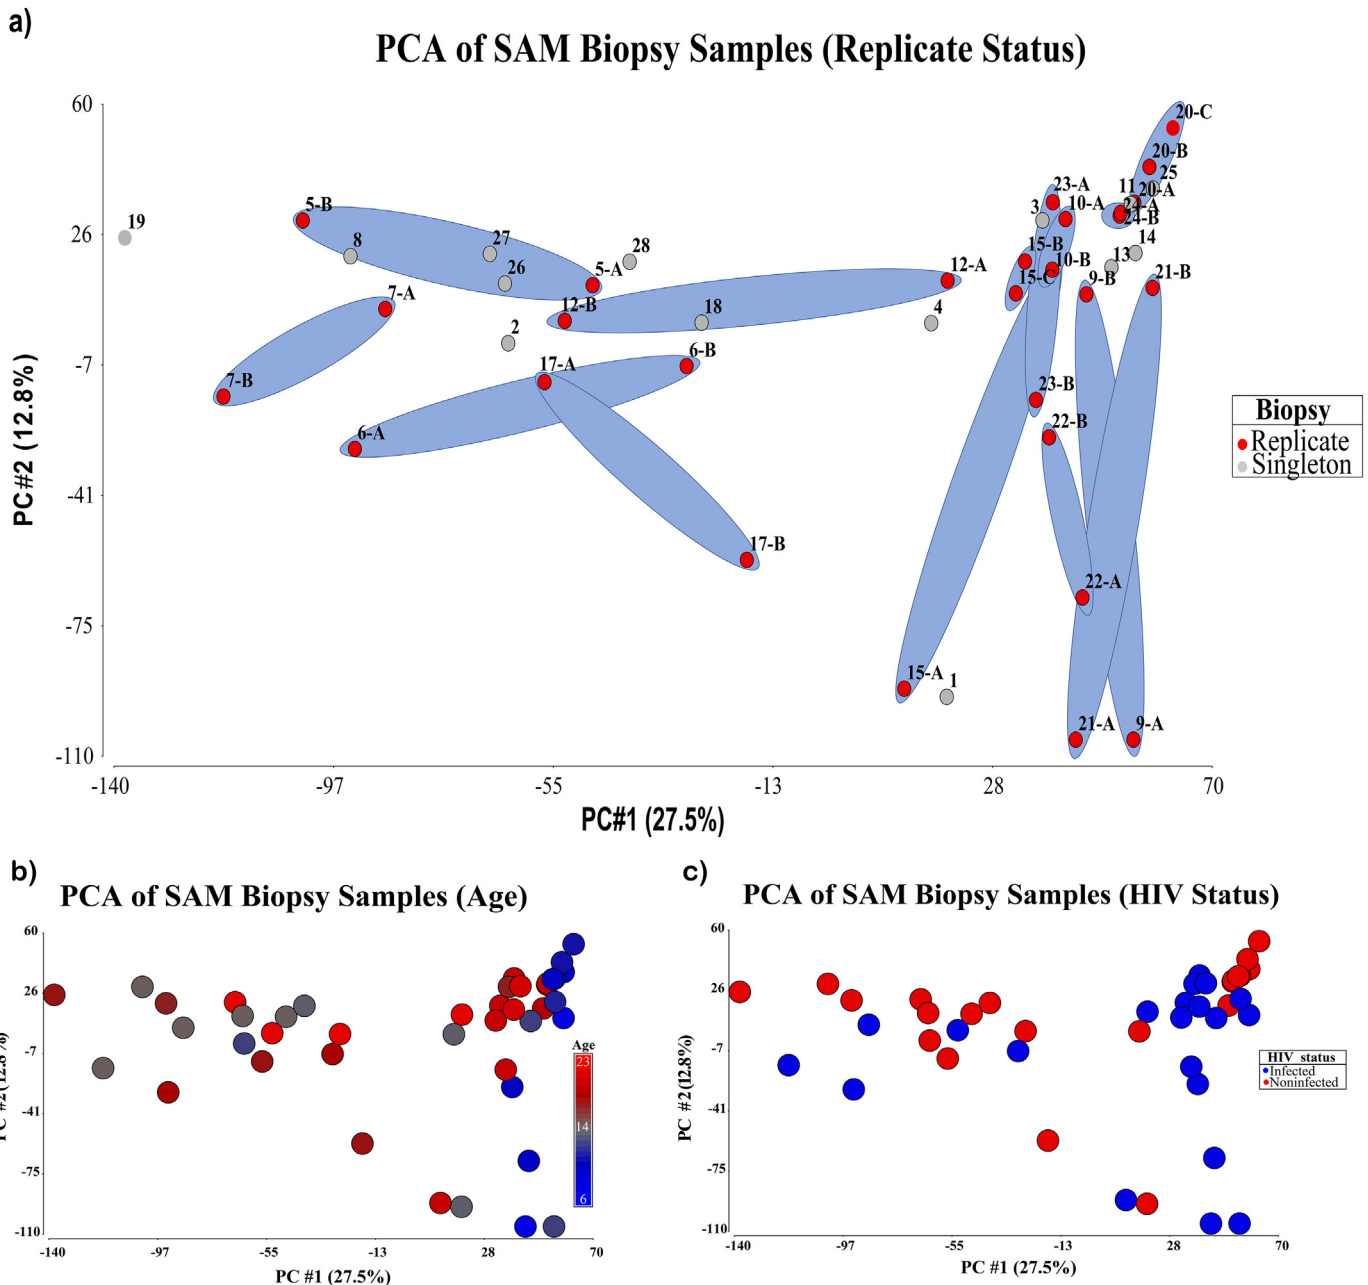 a)
PCA of SAM Biopsy Samples (Replicate Status)
60
26
-7
-41
-75
-110
PC#2 (12.8%)
-140
-97
-55
-13
28
70
PC#1 (27.5%)
19
5-B
8
27
26
28
5-A
7-A
7-B
2
12-B
18
12-A
4
17-A
6-B
6-A
17-B
20-C
20-B
25
11
20-A
24-A
24-B
23-A
3
10-A
15-B
10-B
15-C
14
13
9-B
21-B
23-B
22-B
22-A
15-A
1
21-A
9-A
Biopsy
Replicate
Singleton
b)
PCA of SAM Biopsy Samples (Age)
60
26
-7
-41
-75
-110
PC #2 (12.8%)
-140
-97
-55
-13
28
70
PC #1 (27.5%)
Age
23
14
6
c)
PCA of SAM Biopsy Samples (HIV Status)
60
26
-7
-41
-75
-110
PC #2 (12.8%)
-140
-97
-55
-13
28
70
PC #1 (27.5%)
HIV status
Infected
Noninfected